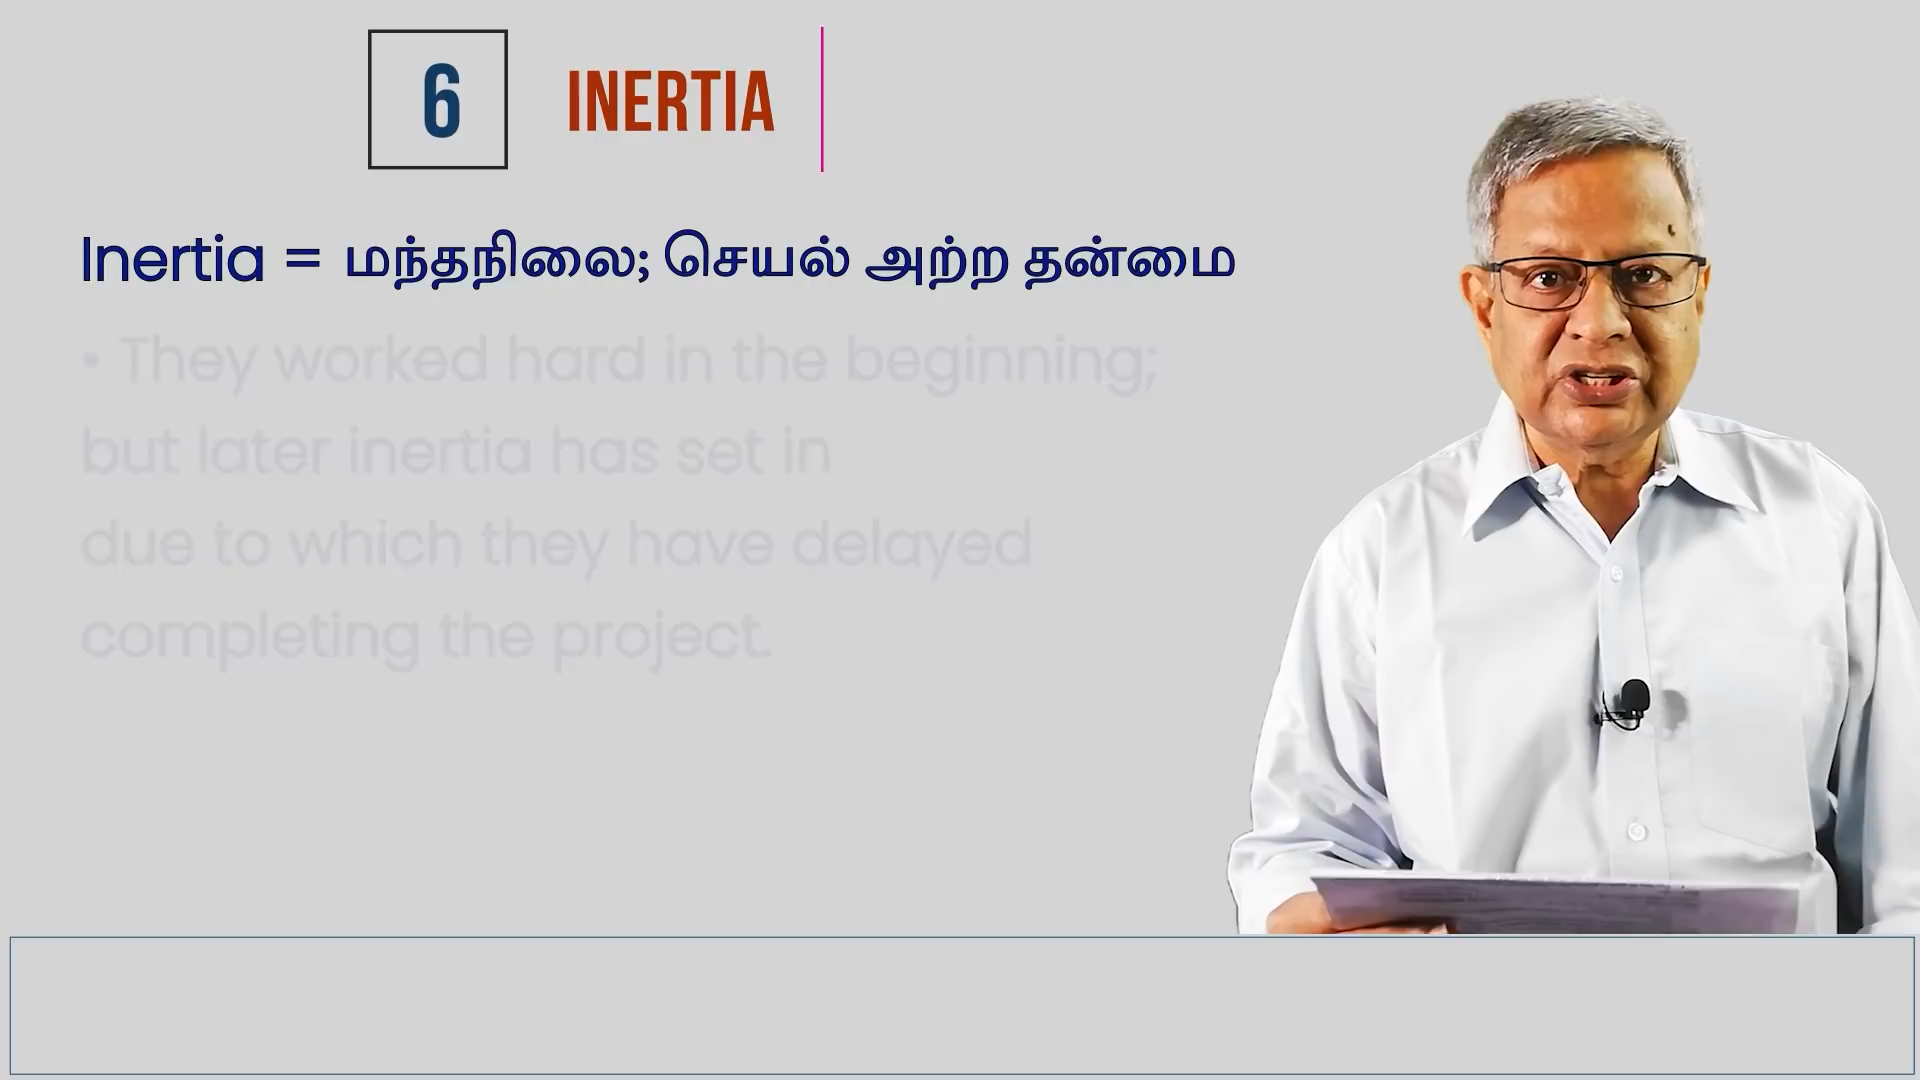 6 INERTIA
Inertia = மந்தநிலை; செயல் அற்ற தன்மை
• They worked hard in the beginning;
but later inertia has set in
due to which they have delayed
completing the project.